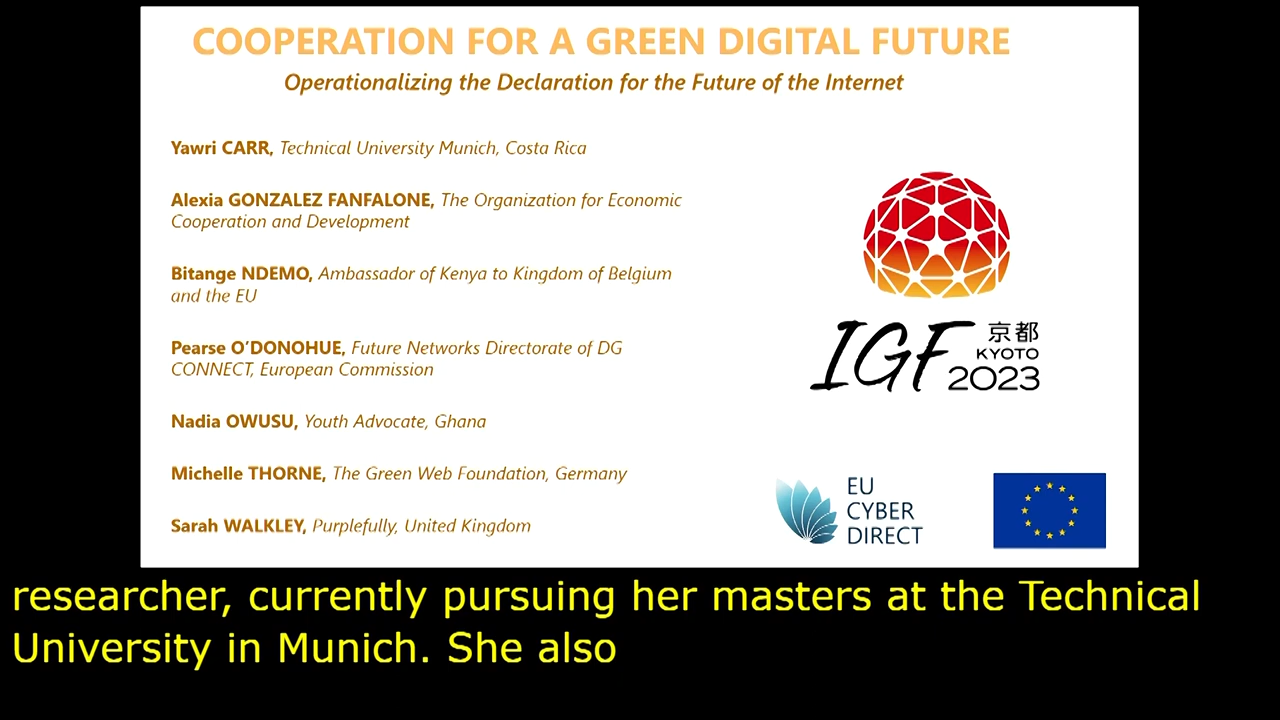 COOPERATION FOR A GREEN DIGITAL FUTURE
Operationalizing the Declaration for the Future of the Internet
Yawri CARR, Technical University Munich, Costa Rica
Alexia GONZALEZ FANFALONE, The Organization for Economic
Cooperation and Development
Bitange NDEMO, Ambassador of Kenya to Kingdom of Belgium
and the EU
Pearse O’DONOHUE, Future Networks Directorate of DG
CONNECT, European Commission
Nadia OWUSU, Youth Advocate, Ghana
Michelle THORNE, The Green Web Foundation, Germany
Sarah WALKLEY, Purplefully, United Kingdom
IGF 京都
KYOTO
2023
EU
CYBER
DIRECT
researcher, currently pursuing her masters at the Technical
University in Munich. She also